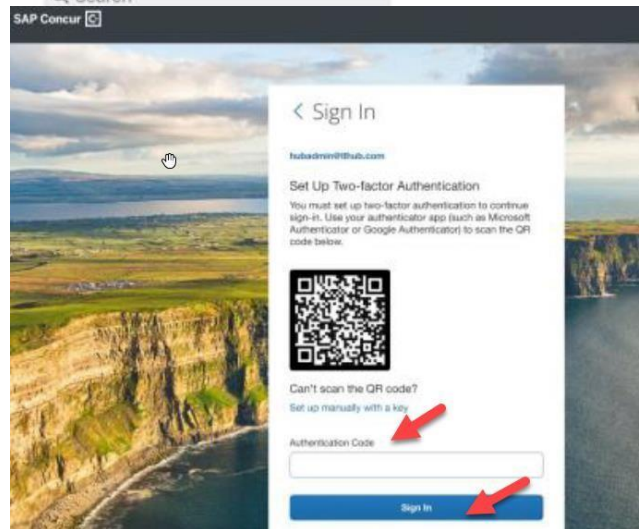 Search
SAP Concur C
Sign In
hubadmin@tthub.com
Set Up Two-factor Authentication
You must set up two-factor authentication to continue
sign-in. Use your authenticator app (such as Microsoft
Authenticator or Google Authenticator) to scan the QR
code below.
Can't scan the QR code?
Set up manually with a key
Authentication Code
Sign In